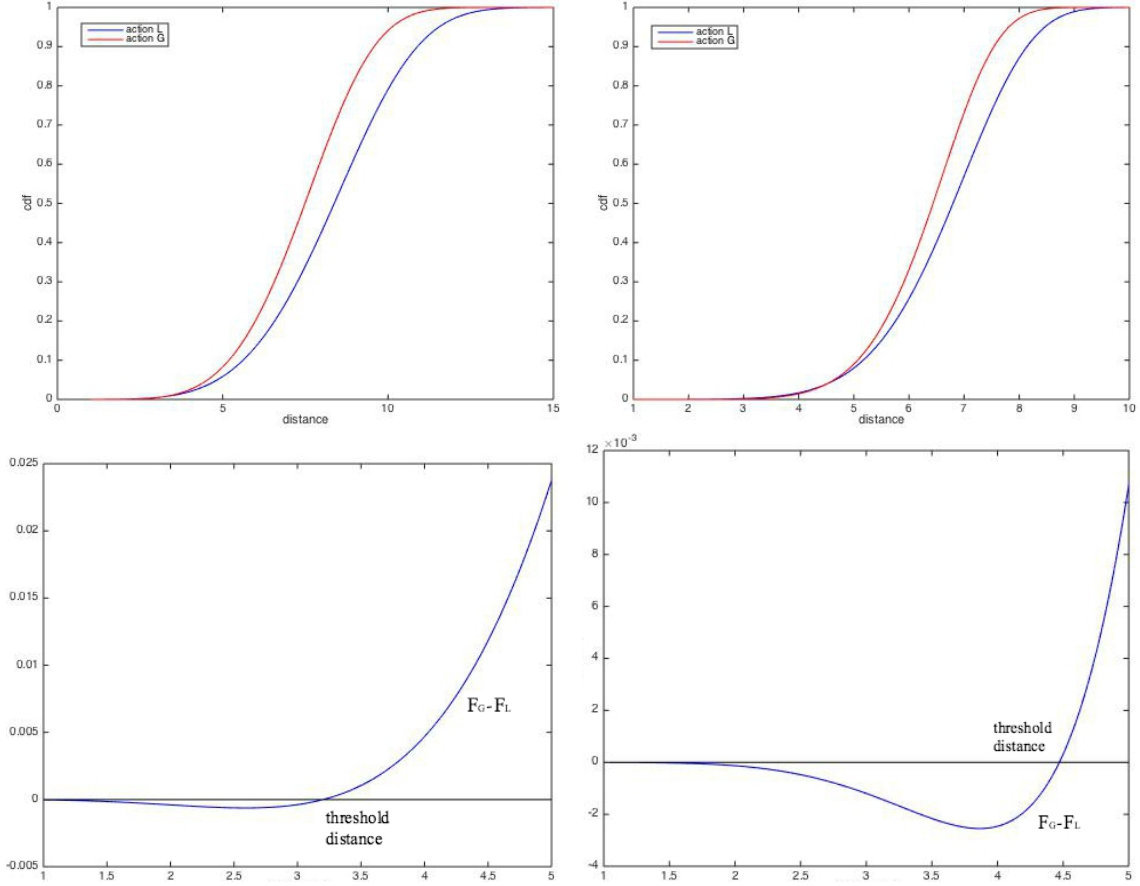 1
0.9
0.8
0.7
0.6
0.5
0.4
0.3
0.2
0.1
0
cdf
action L
action G
0 5 10 15
distance
1
0.9
0.8
0.7
0.6
0.5
0.4
0.3
0.2
0.1
0
cdf
action L
action G
1 2 3 4 5 6 7 8 9 10
distance
0.025
0.02
0.015
0.01
0.005
0
-0.005
FG-FL
threshold
distance
1 1.5 2 2.5 3 3.5 4 4.5 5
12 ×10-3
10
8
6
4
2
0
-2
-4
threshold
distance
FG-FL
1 1.5 2 2.5 3 3.5 4 4.5 5